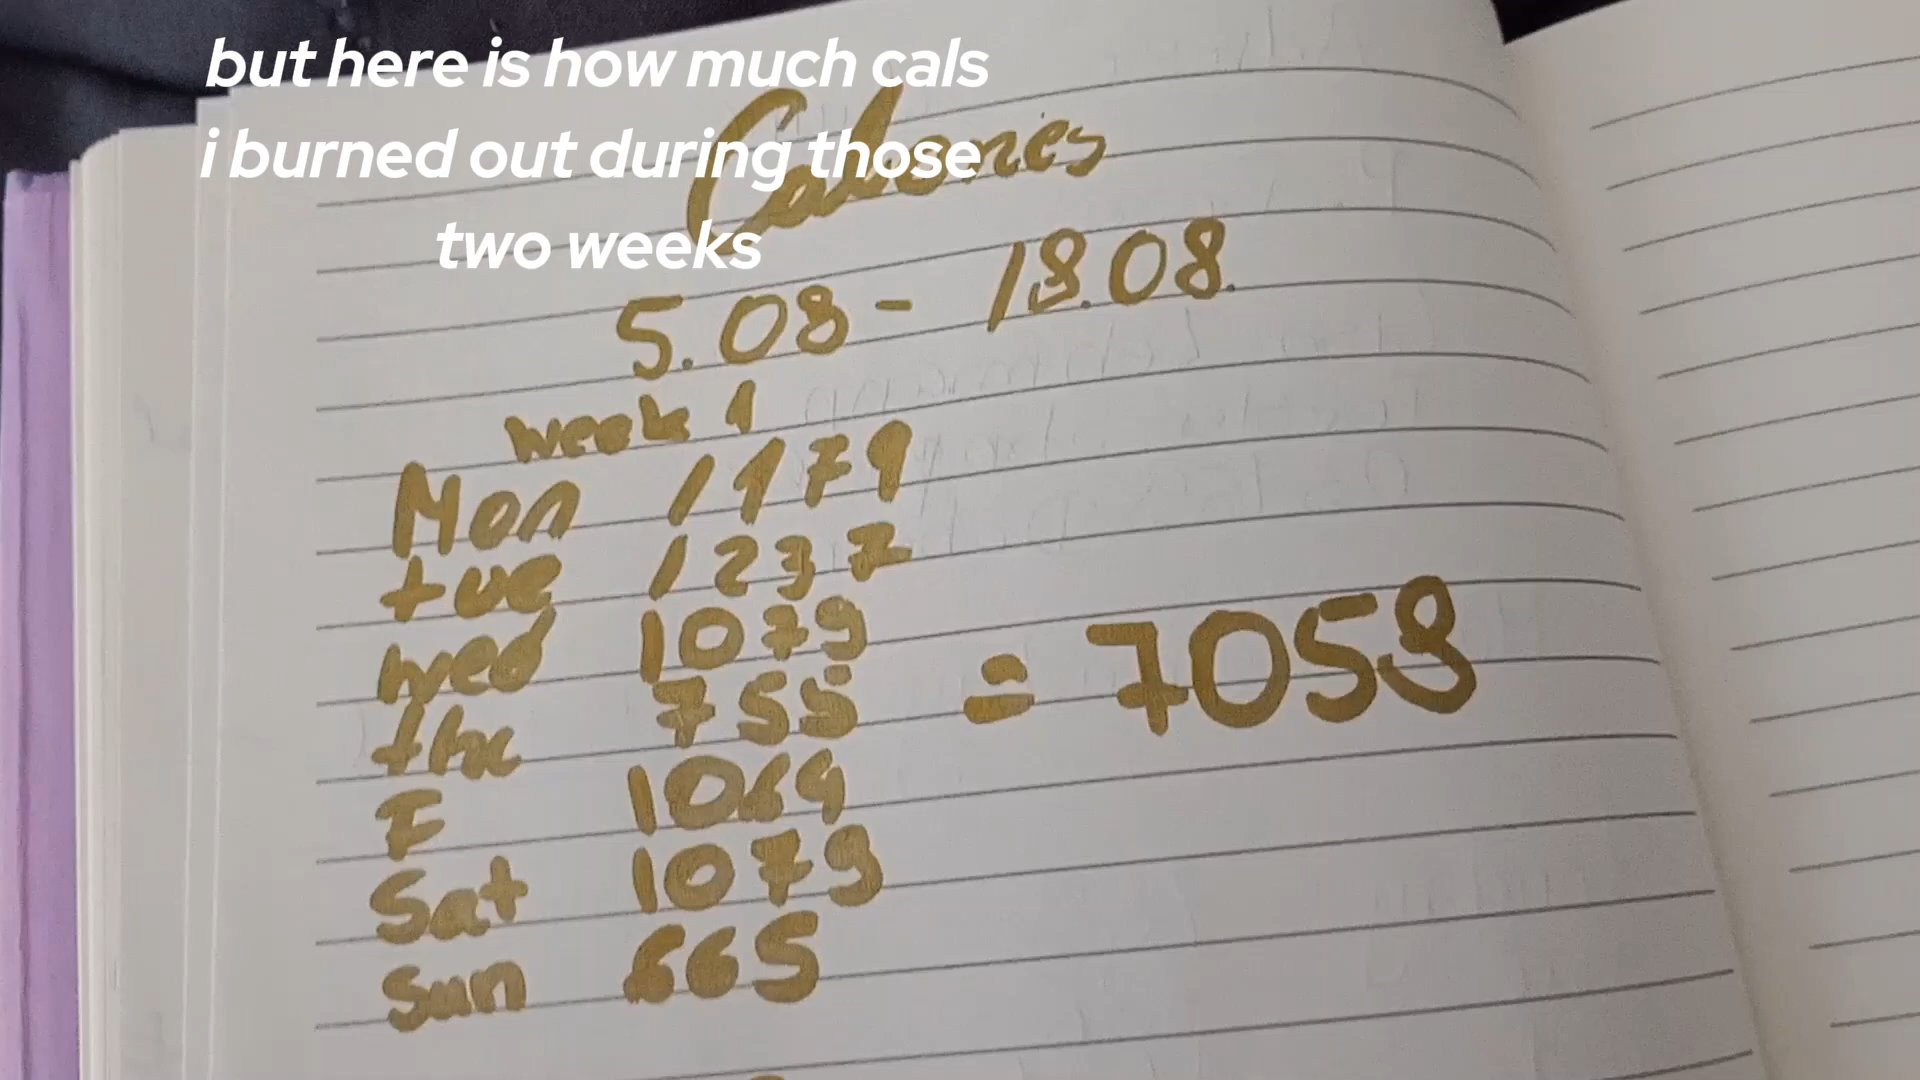 but here is how much cals
i burned out during those
two weeks
Calories
5.08 - 18.08.
week 1
Mon 1179
tue 1237
wed 1079
thu 755 = 7058
F 1064
Sat 1079
Sun 665